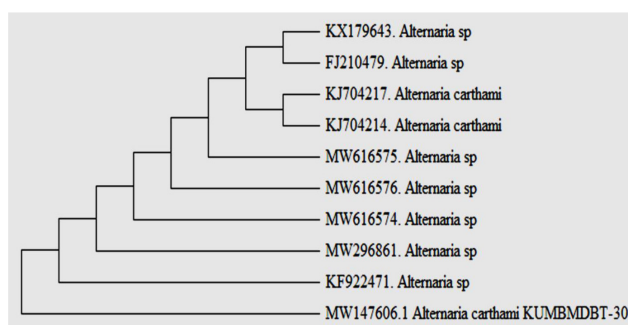 KX179643. Alternaria sp
FJ210479. Alternaria sp
KJ704217. Alternaria carthami
KJ704214. Alternaria carthami
MW616575. Alternaria sp
MW616576. Alternaria sp
MW616574. Alternaria sp
MW296861. Alternaria sp
KF922471. Alternaria sp
MW147606.1 Alternaria carthami KUMBMDBT-30